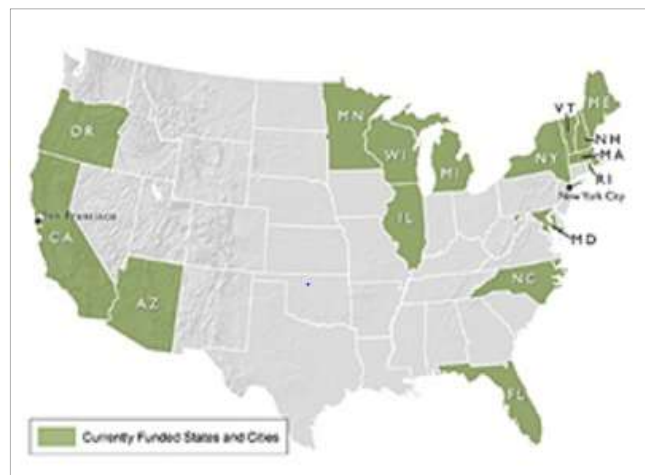 MN
ME
VT
OR
WI
NH
NY
MA
MI
RI
New York City
San Francisco
IL
MD
CA
NC
AZ
FL
Currently Funded States and Cities